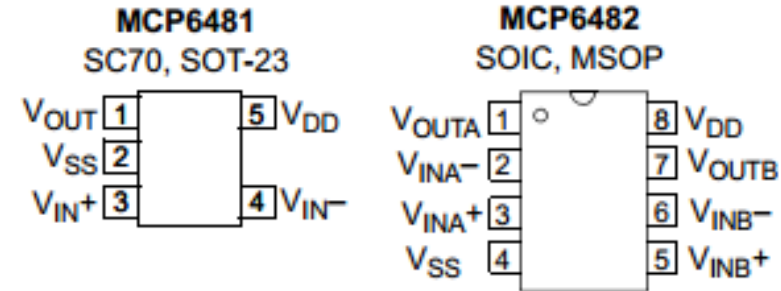 MCP6481
SC70, SOT-23
VOUT 1
5 VDD
VSS 2
VIN+ 3
4 VIN–
MCP6482
SOIC, MSOP
VOUTA 1
8 VDD
VINA– 2
7 VOUTB
VINA+ 3
6 VINB–
VSS 4
5 VINB+